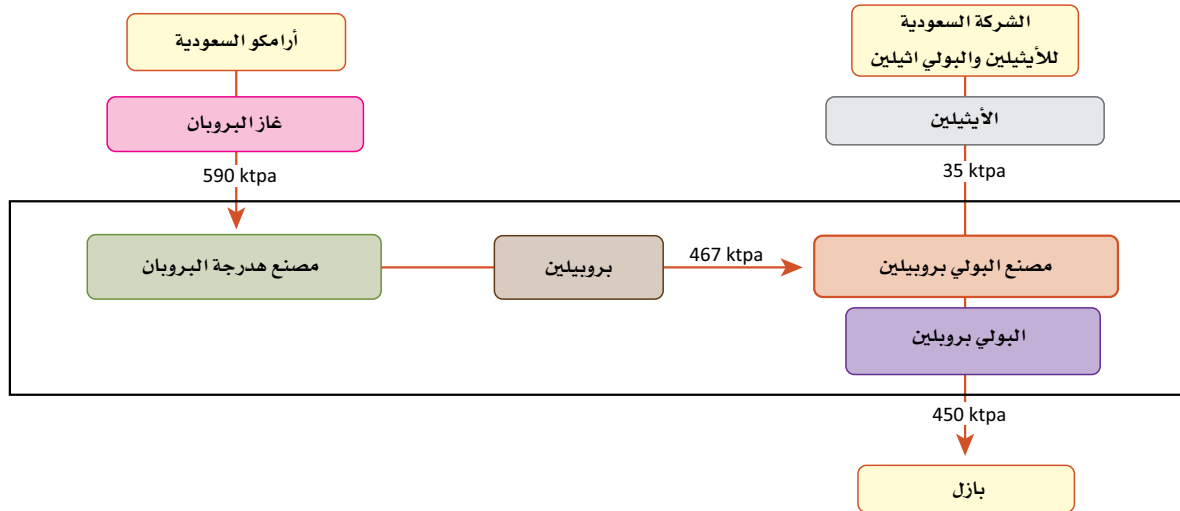 أرامكو السعودية
الشركة السعودية
للأيثيلين والبولي اثيلين
غاز البروبان
الأيثيلين
590 ktpa
35 ktpa
مصنع هدرجة البروبان
بروبيلين
467 ktpa
مصنع البولي بروبيلين
البولي بروبلين
450 ktpa
بازل